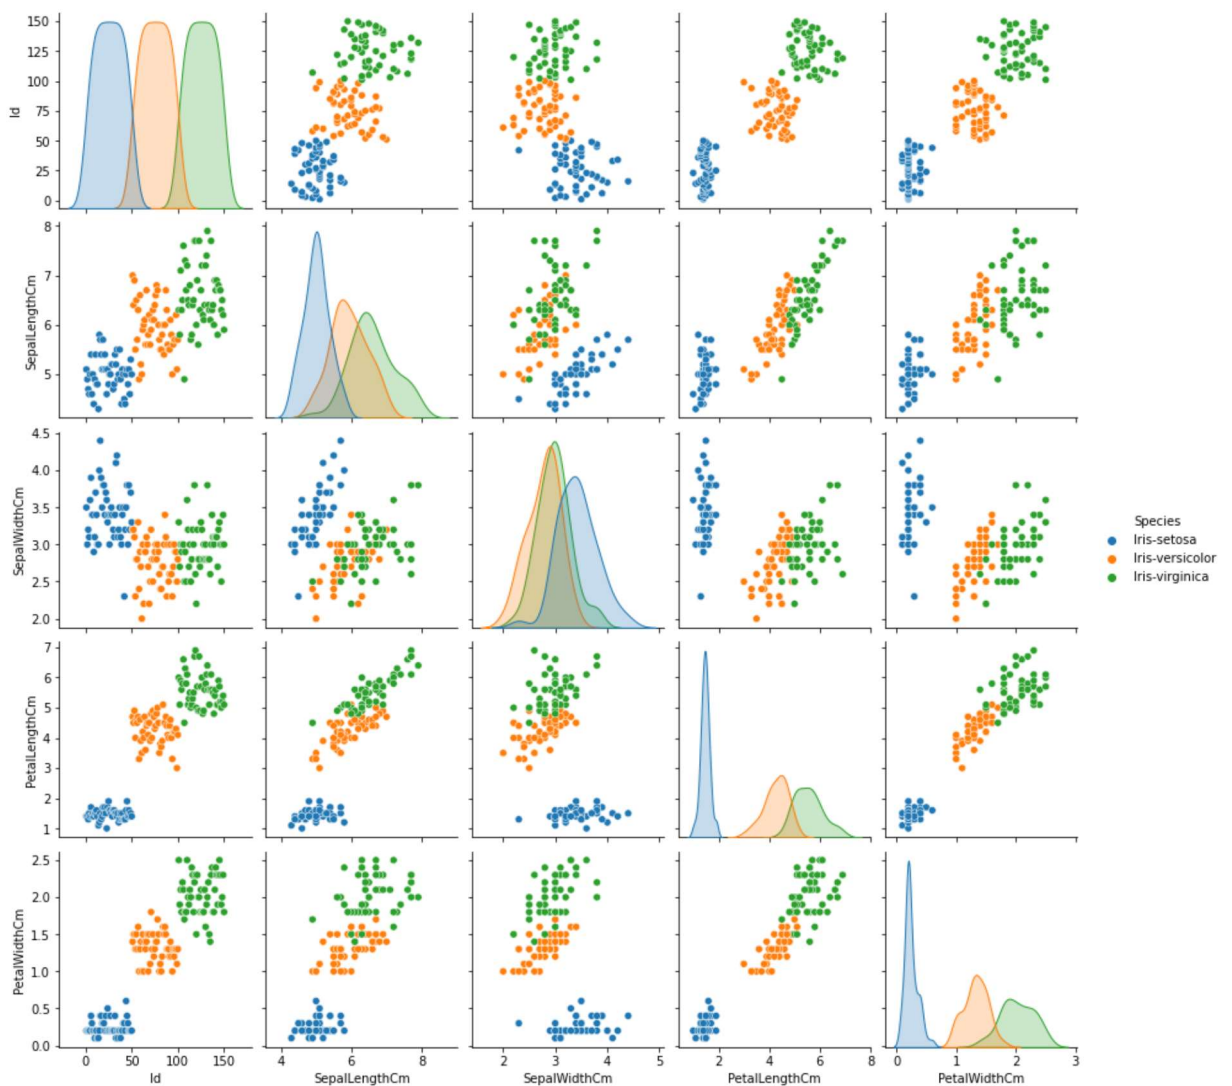 150
125
100
75
50
25
0
Id
8
7
6
5
SepalLengthCm
4.5
4.0
3.5
3.0
2.5
2.0
SepalWidthCm
Species
Iris-setosa
Iris-versicolor
Iris-virginica
7
6
5
4
3
2
1
PetalLengthCm
2.5
2.0
1.5
1.0
0.5
0.0
PetalWidthCm
0 50 100 150
Id
4 6 8
SepalLengthCm
2 3 4 5
SepalWidthCm
0 2 4 6 8
PetalLengthCm
0 1 2 3
PetalWidthCm